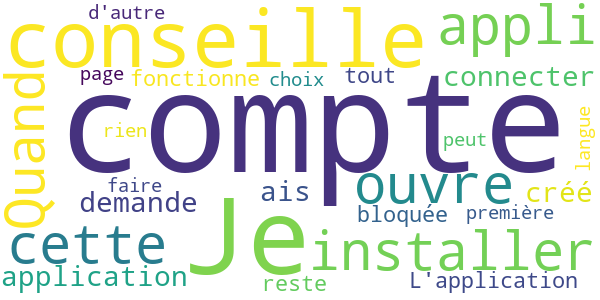 d'autre
conseille
appli
page
fonctionne
choix
tout
connecter
Quand
compte
rien
peut
langue
faire
demande
ais
ouvre
créé
bloquée
première
cette
Je
installer
application
reste
L'application